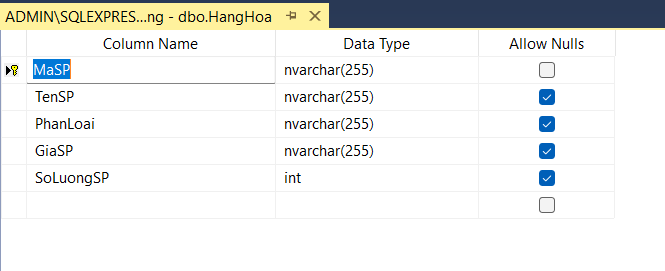 ADMIN\SQLEXPRES...ng - dbo.HangHoa
Column Name Data Type Allow Nulls
MaSP nvarchar(255)
TenSP nvarchar(255)
PhanLoai nvarchar(255)
GiaSP nvarchar(255)
SoLuongSP int